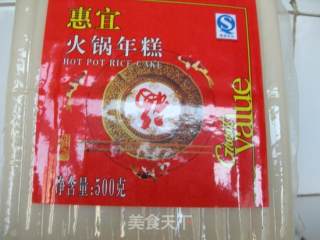 惠宜
火锅年糕
HOT POT RICE CAKE
Great Value
净含量:500克
美食天下